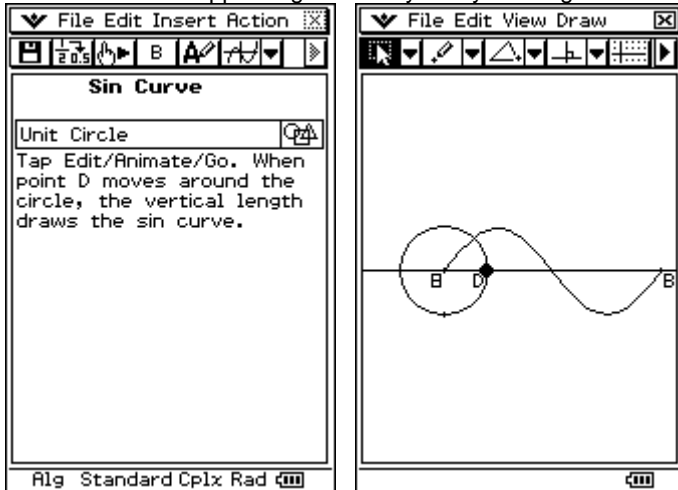 File Edit Insert Action
B
Sin Curve
Unit Circle
Tap Edit/Animate/Go. When
point D moves around the
circle, the vertical length
draws the sin curve.
Alg Standard Cplx Rad
File Edit View Draw
A D B